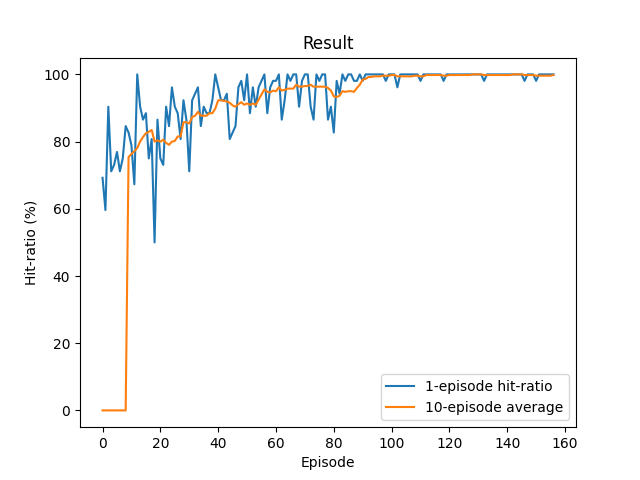 Result
Hit-ratio (%)
100
80
60
40
20
0
0 20 40 60 80 100 120 140 160
Episode
1-episode hit-ratio
10-episode average